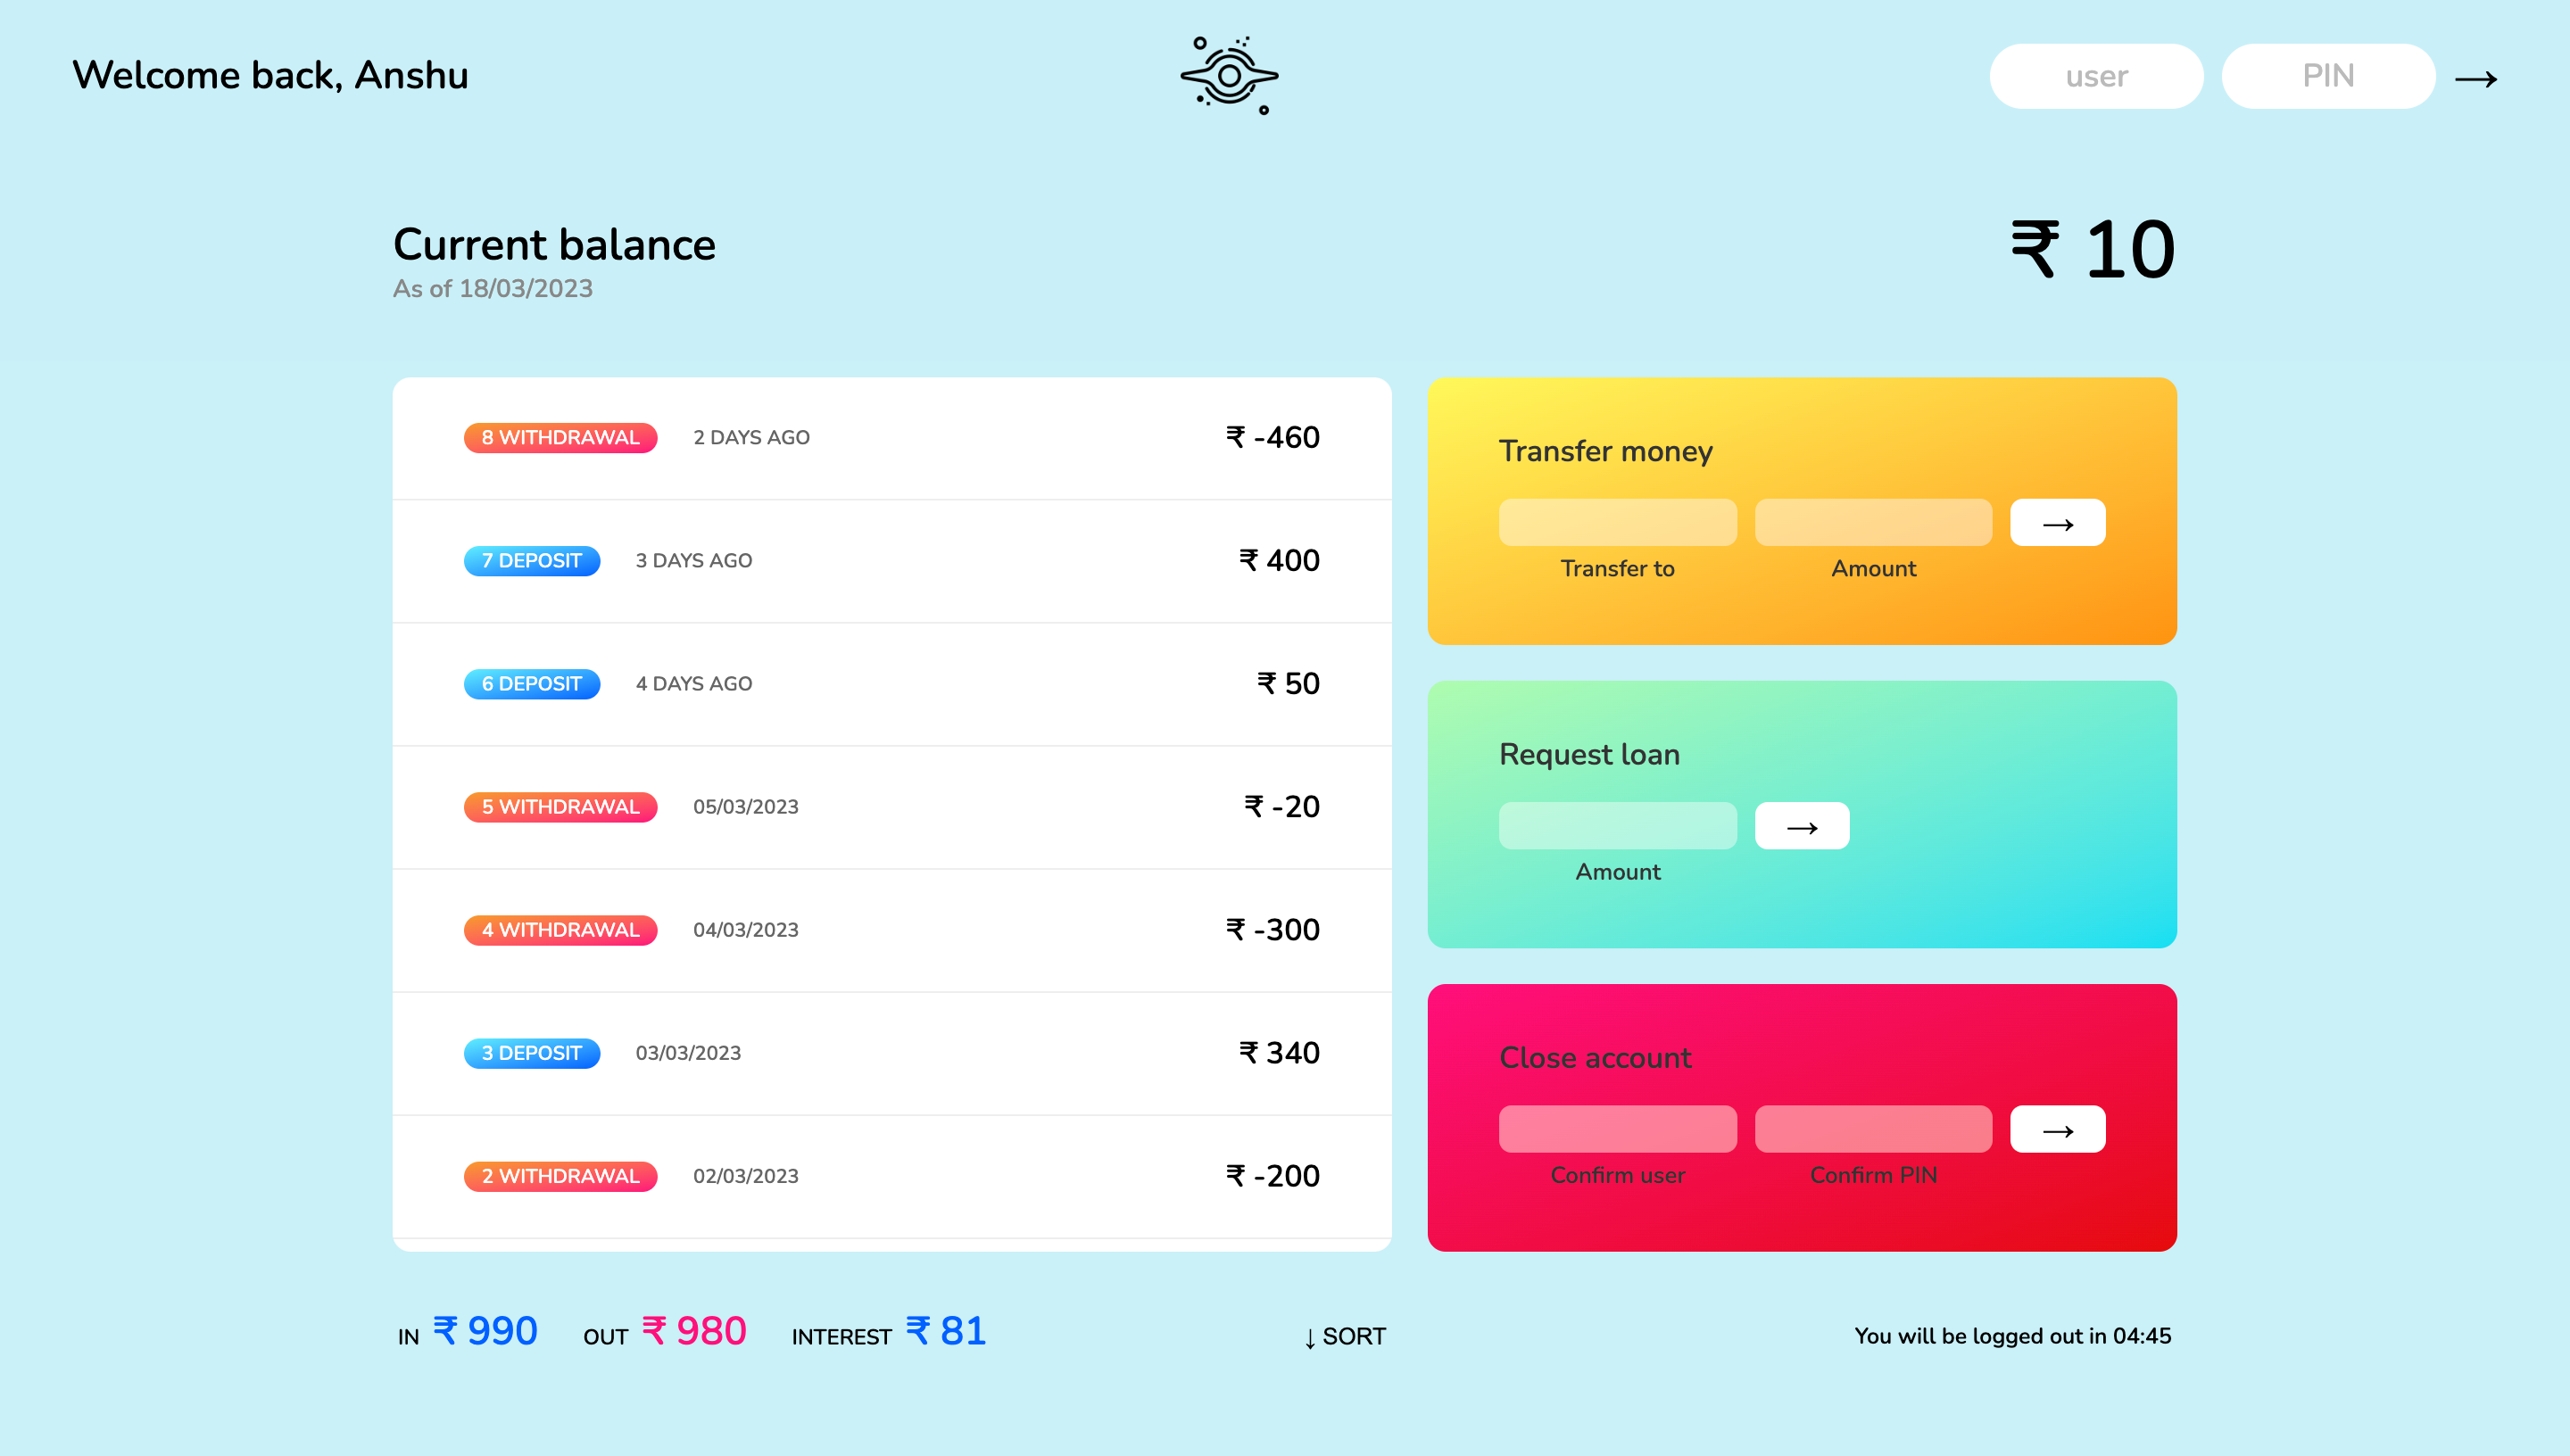 Welcome back, Anshu
user
PIN
→
Current balance
As of 18/03/2023
₹ 10
8 WITHDRAWAL 2 DAYS AGO ₹ -460
7 DEPOSIT 3 DAYS AGO ₹ 400
6 DEPOSIT 4 DAYS AGO ₹ 50
5 WITHDRAWAL 05/03/2023 ₹ -20
4 WITHDRAWAL 04/03/2023 ₹ -300
3 DEPOSIT 03/03/2023 ₹ 340
2 WITHDRAWAL 02/03/2023 ₹ -200
Transfer money
→
Transfer to Amount
Request loan
→
Amount
Close account
→
Confirm user Confirm PIN
IN ₹ 990 OUT ₹ 980 INTEREST ₹ 81
↓ SORT
You will be logged out in 04:45